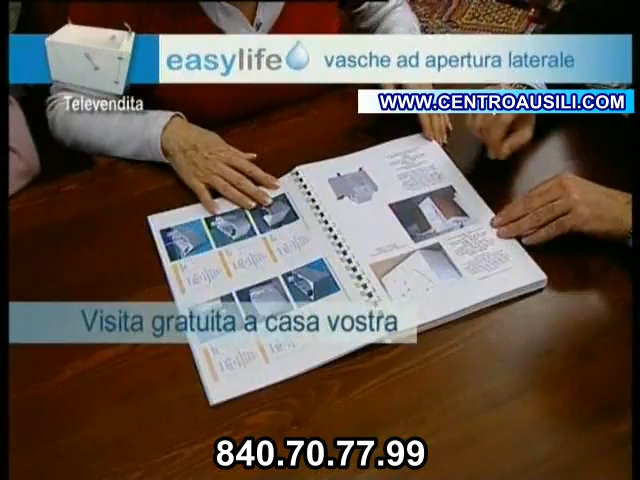 easylife vasche ad apertura laterale
Televendita
WWW.CENTROAUSILI.COM
Visita gratuita a casa vostra
840.70.77.99